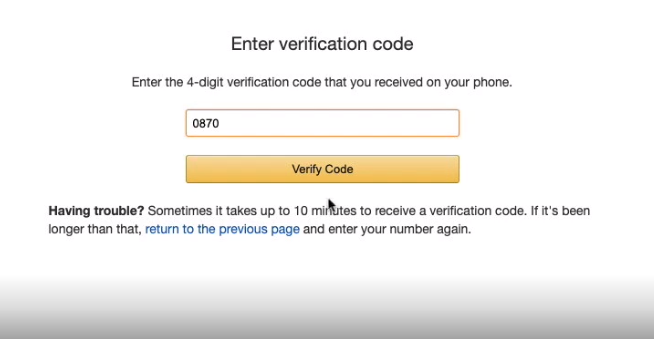 Enter verification code
Enter the 4-digit verification code that you received on your phone.
0870
Verify Code
Having trouble? Sometimes it takes up to 10 minutes to receive a verification code. If it's been
longer than that, return to the previous page and enter your number again.